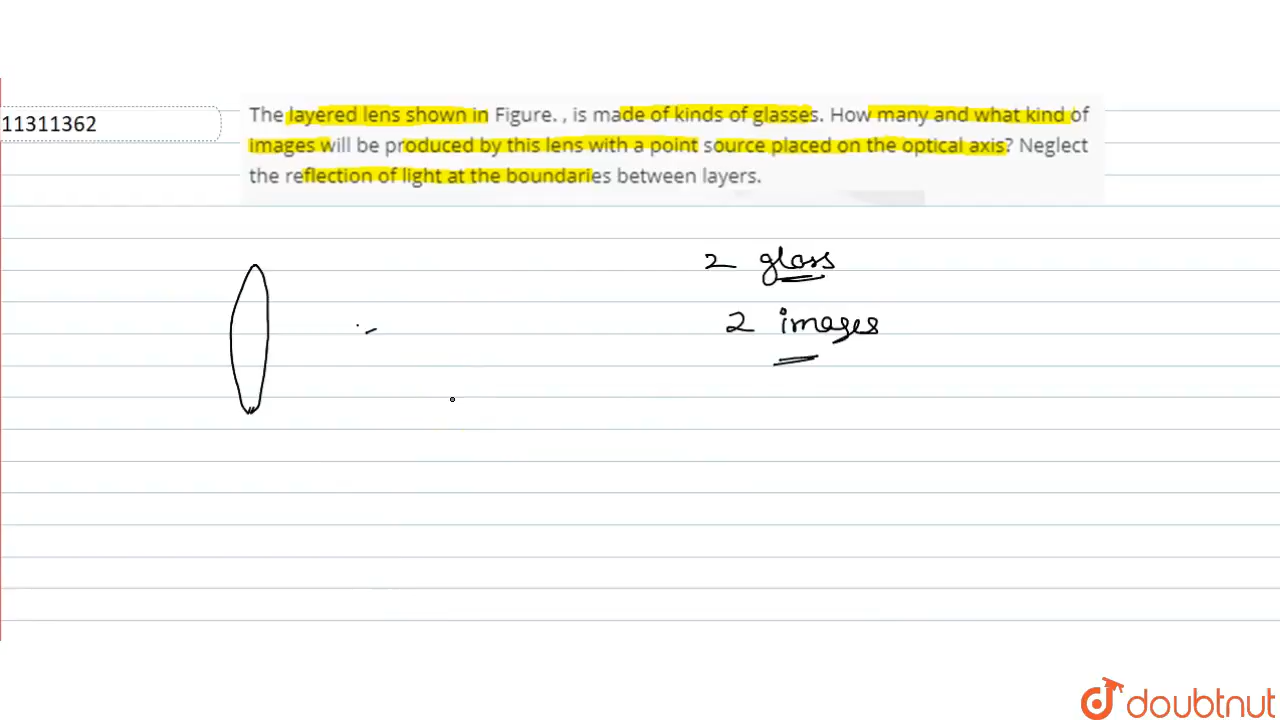 11311362
The layered lens shown in Figure. , is made of kinds of glasses. How many and what kind of
images will be produced by this lens with a point source placed on the optical axis? Neglect
the reflection of light at the boundaries between layers.
2 glass
2 images
doubtnut